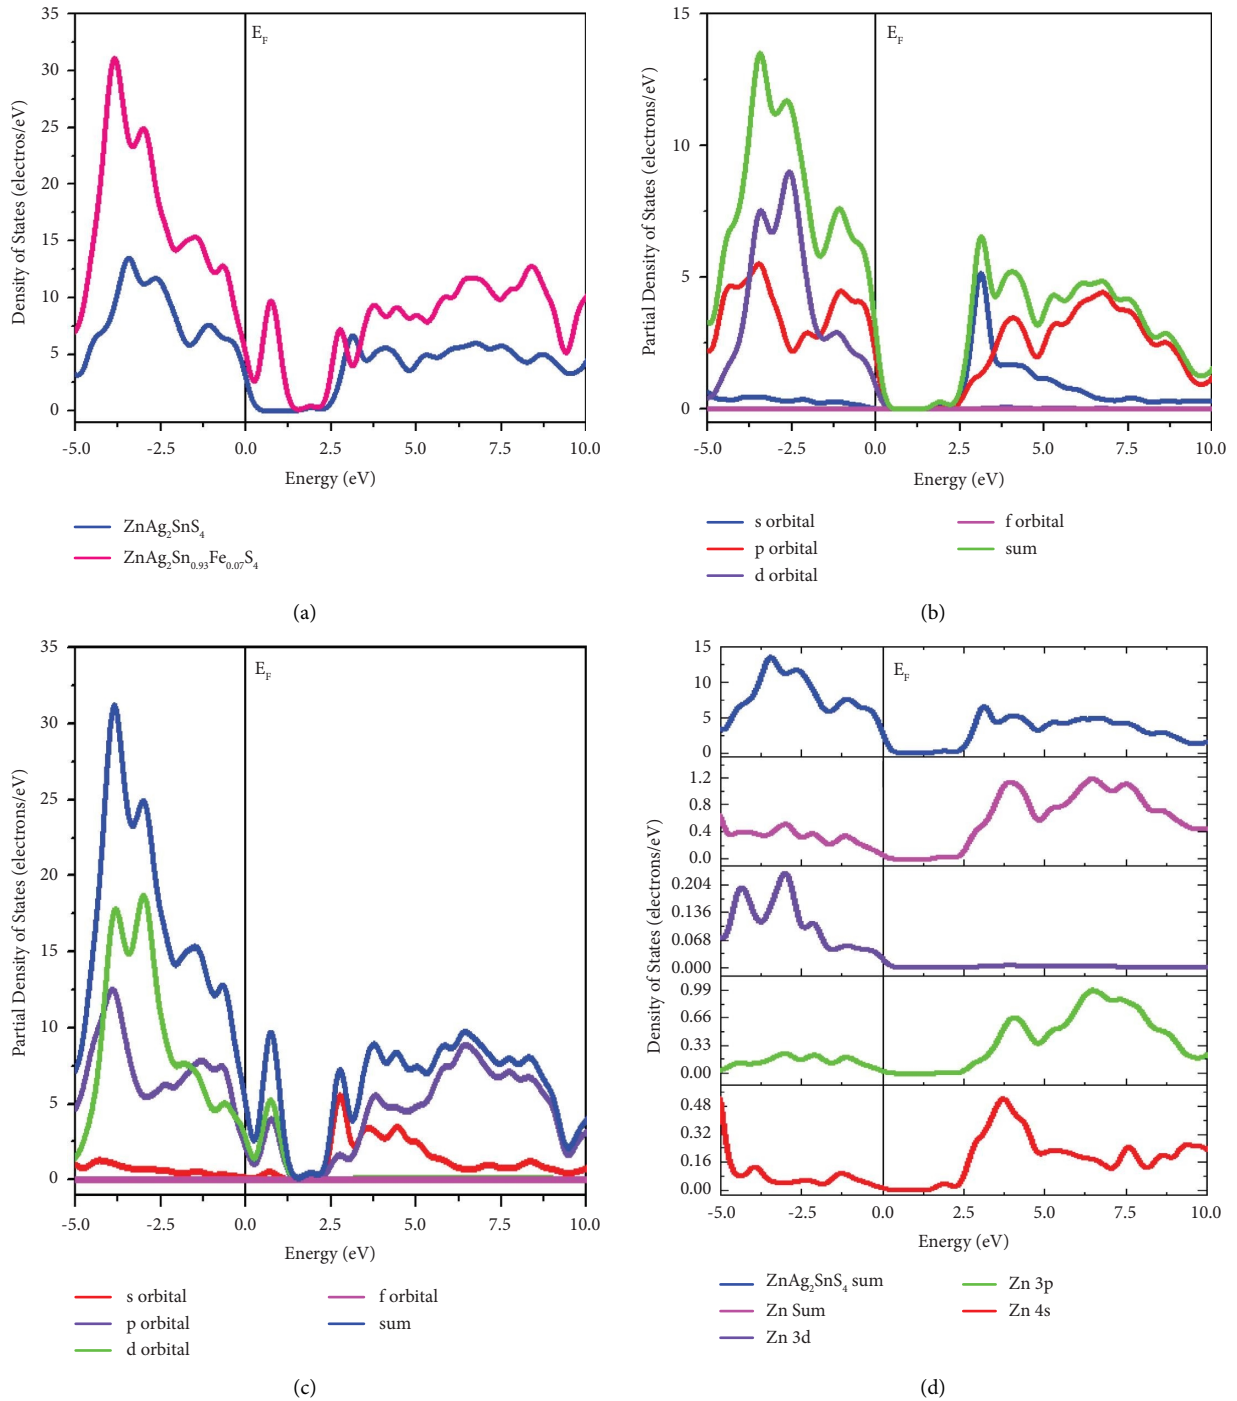 35
30
25
20
15
10
5
0
Density of States (electros/eV)
E_F
-5.0 -2.5 0.0 2.5 5.0 7.5 10.0
Energy (eV)
ZnAg₂SnS₄
ZnAg₂Sn₀.₉₃Fe₀.₀₇S₄
(a)
15
10
5
0
Partial Density of States (electrons/eV)
E_F
-5.0 -2.5 0.0 2.5 5.0 7.5 10.0
Energy (eV)
s orbital
p orbital
d orbital
f orbital
sum
(b)
35
30
25
20
15
10
5
0
Partial Density of States (electrons/eV)
E_F
-5.0 -2.5 0.0 2.5 5.0 7.5 10.0
Energy (eV)
s orbital
p orbital
d orbital
f orbital
sum
(c)
15
10
5
0
1.2
0.8
0.4
0.0
0.204
0.136
0.068
0.000
0.99
0.66
0.33
0.00
0.48
0.32
0.16
0.00
Density of States (electrons/eV)
E_F
-5.0 -2.5 0.0 2.5 5.0 7.5 10.0
Energy (eV)
ZnAg₂SnS₄ sum
Zn Sum
Zn 3d
Zn 3p
Zn 4s
(d)